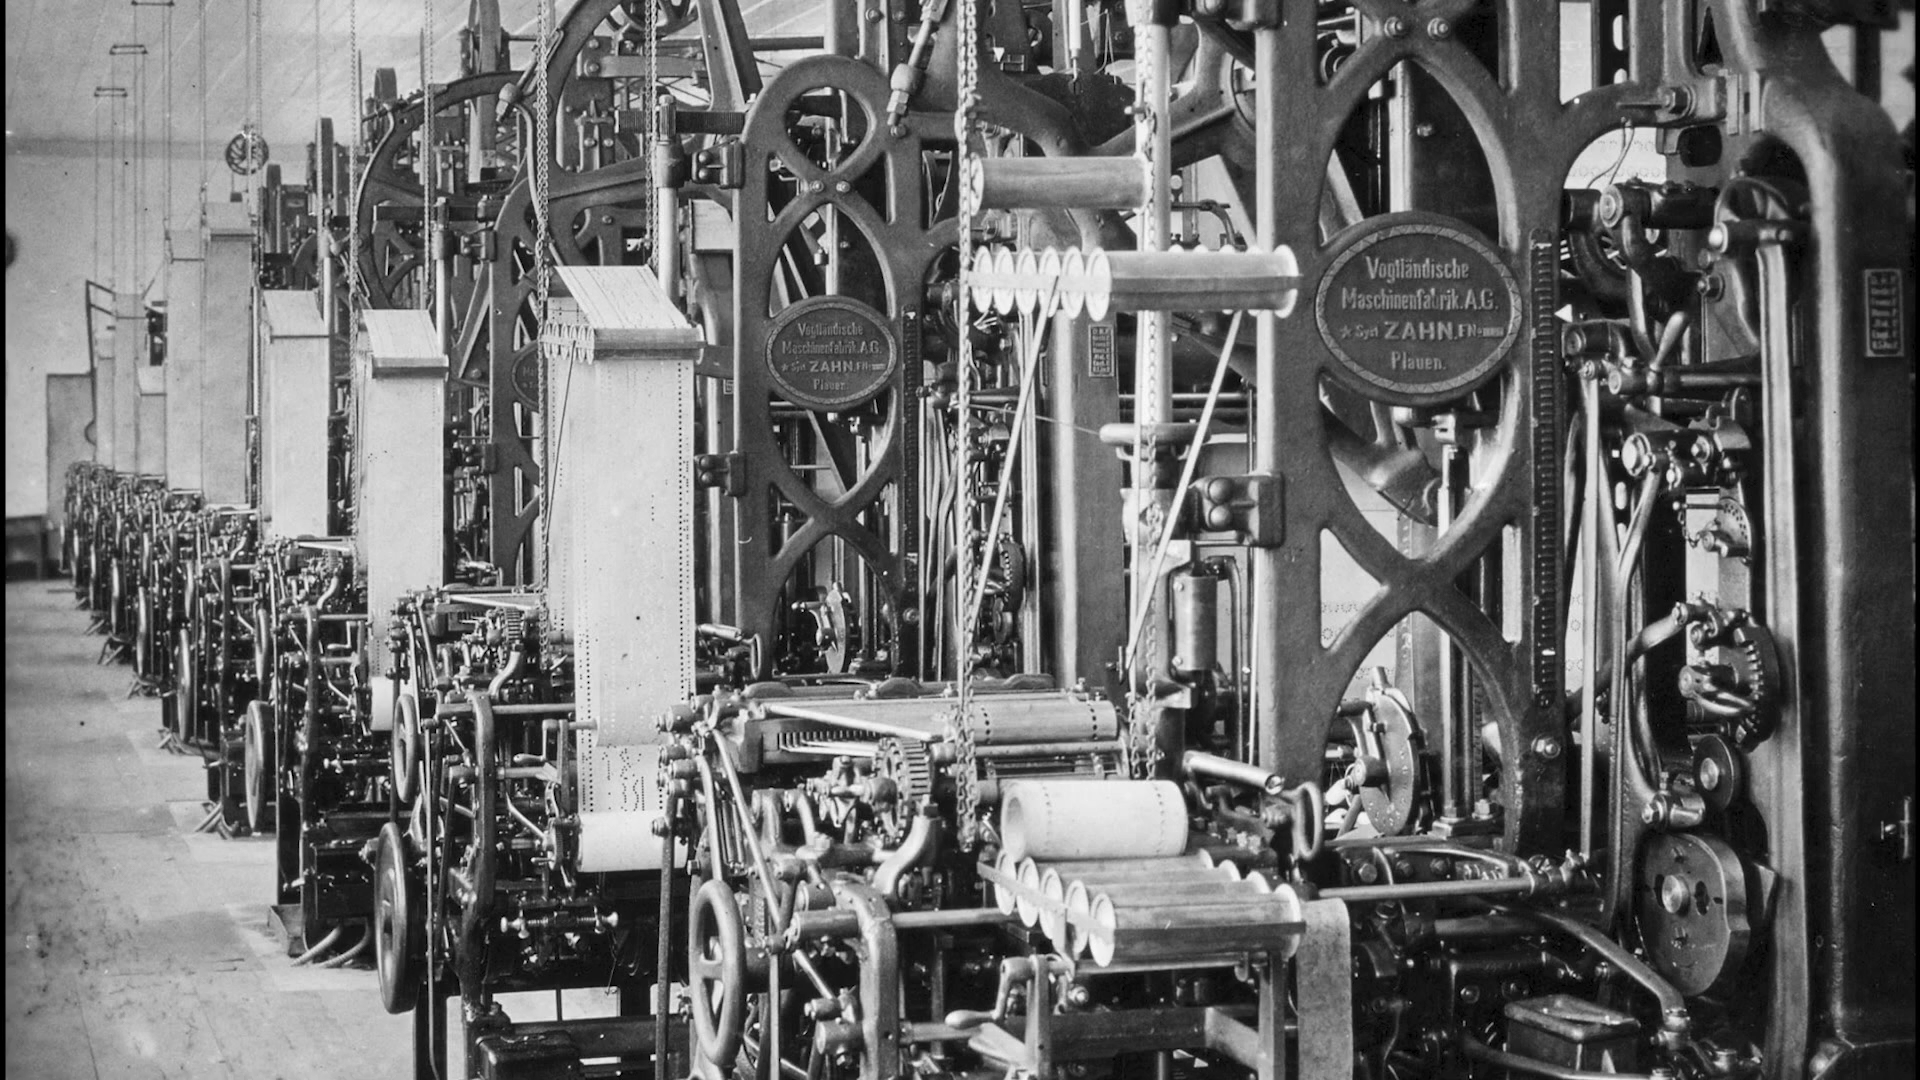 Vogtländische
Maschinenfabrik.A.G.
Syst ZAHN.
Plauen.
Vogtländische
Maschinenfabrik.A.G.
Syst ZAHN.
Plauen.